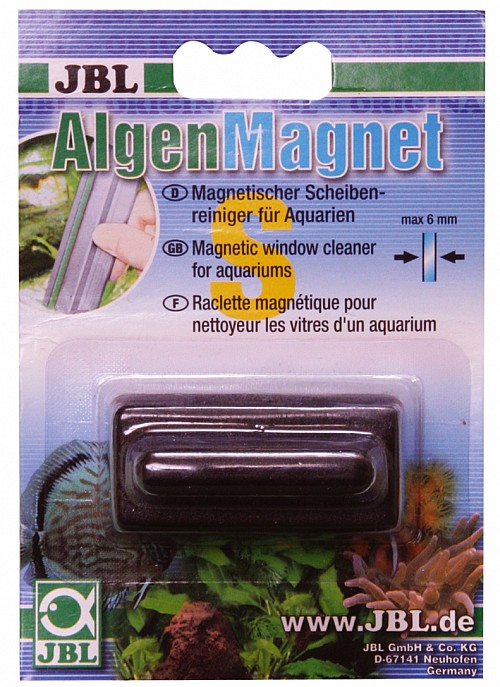 JBL
AlgenMagnet
S
D Magnetischer Scheiben-
reiniger für Aquarien
max 6 mm
GB Magnetic window cleaner
for aquariums
F Raclette magnétique pour
nettoyeur les vitres d'un aquarium
www.JBL.de
JBL
JBL GmbH & Co. KG
D-67141 Neuhofen
Germany